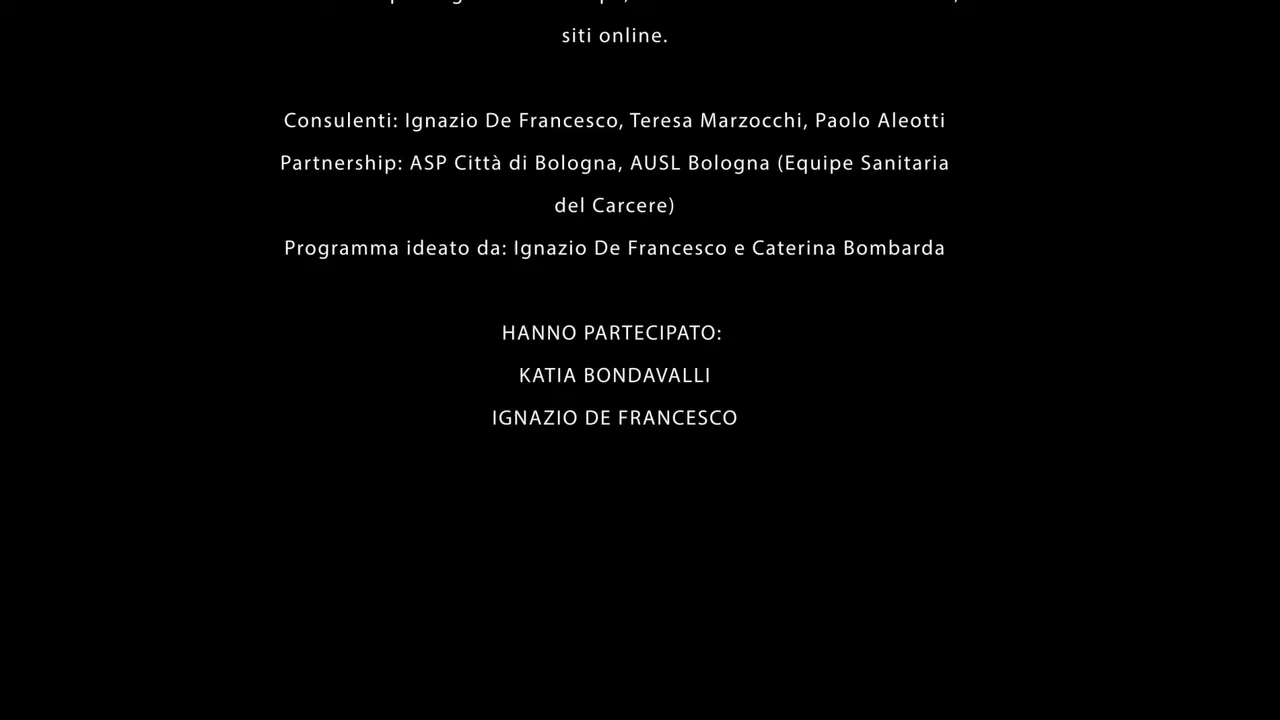 siti online.
Consulenti: Ignazio De Francesco, Teresa Marzocchi, Paolo Aleotti
Partnership: ASP Città di Bologna, AUSL Bologna (Equipe Sanitaria
del Carcere)
Programma ideato da: Ignazio De Francesco e Caterina Bombarda
HANNO PARTECIPATO:
KATIA BONDAVALLI
IGNAZIO DE FRANCESCO